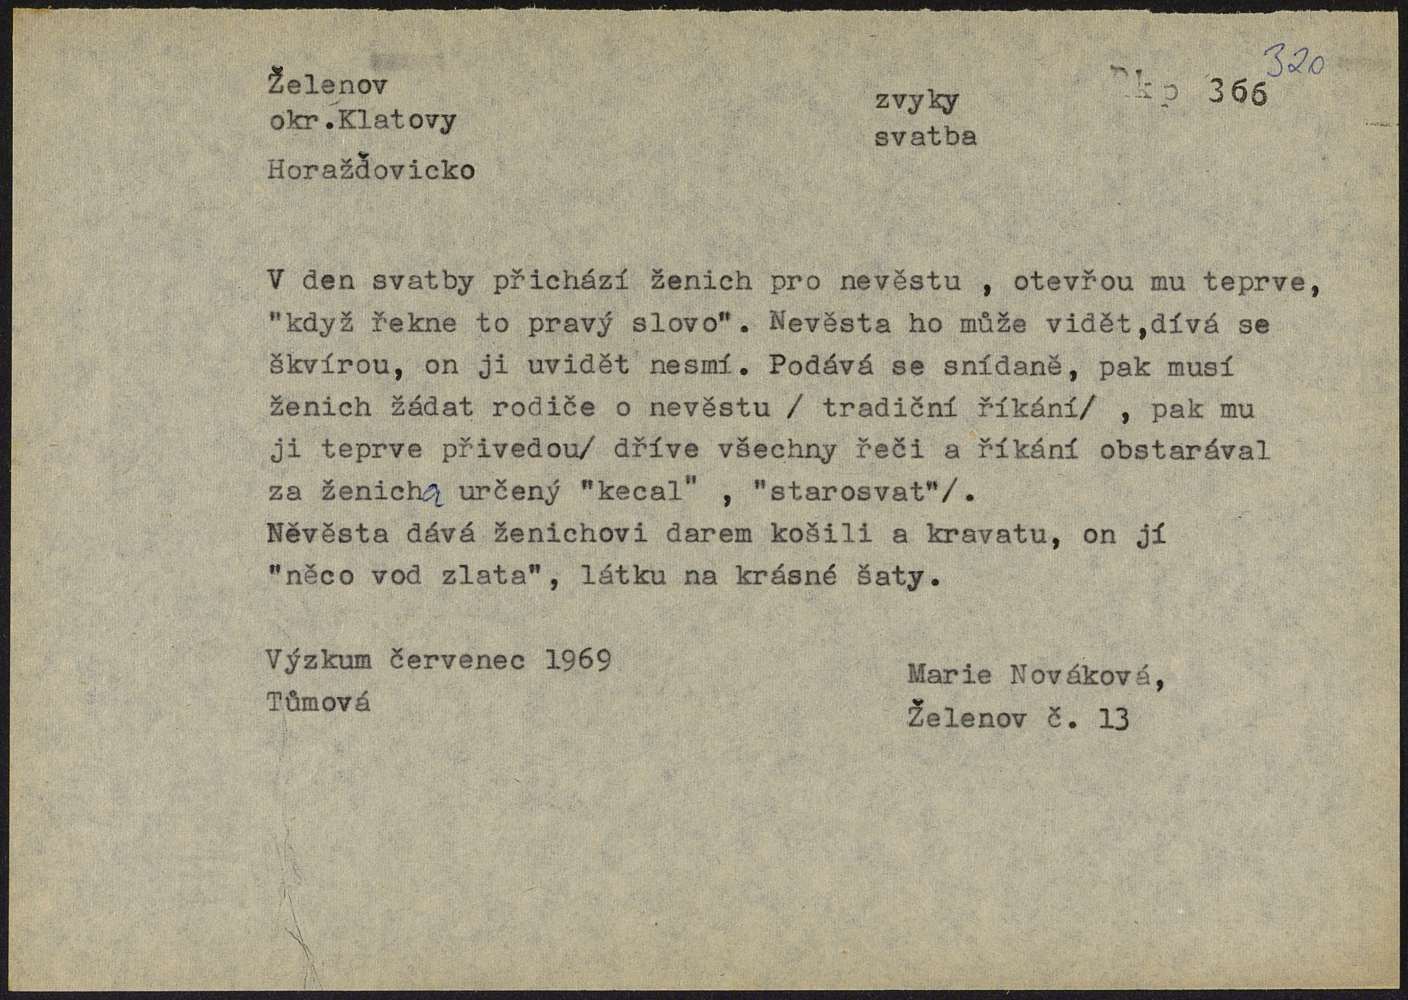 320
Želenov
okr.Klatovy
Horažďovicko
zvyky
svatba
Rkp 366
V den svatby přichází ženich pro nevěstu , otevřou mu teprve,
"když řekne to pravý slovo". Nevěsta ho může vidět,dívá se
škvírou, on ji uvidět nesmí. Podává se snídaně, pak musí
ženich žádat rodiče o nevěstu / tradiční říkání/ , pak mu
ji teprve přivedou/ dříve všechny řeči a říkání obstarával
za ženicha určený "kecal" , "starosvat"/.
Něvěsta dává ženichovi darem košili a kravatu, on jí
"něco vod zlata", látku na krásné šaty.
Výzkum červenec 1969
Tůmová
Marie Nováková,
Želenov č. 13